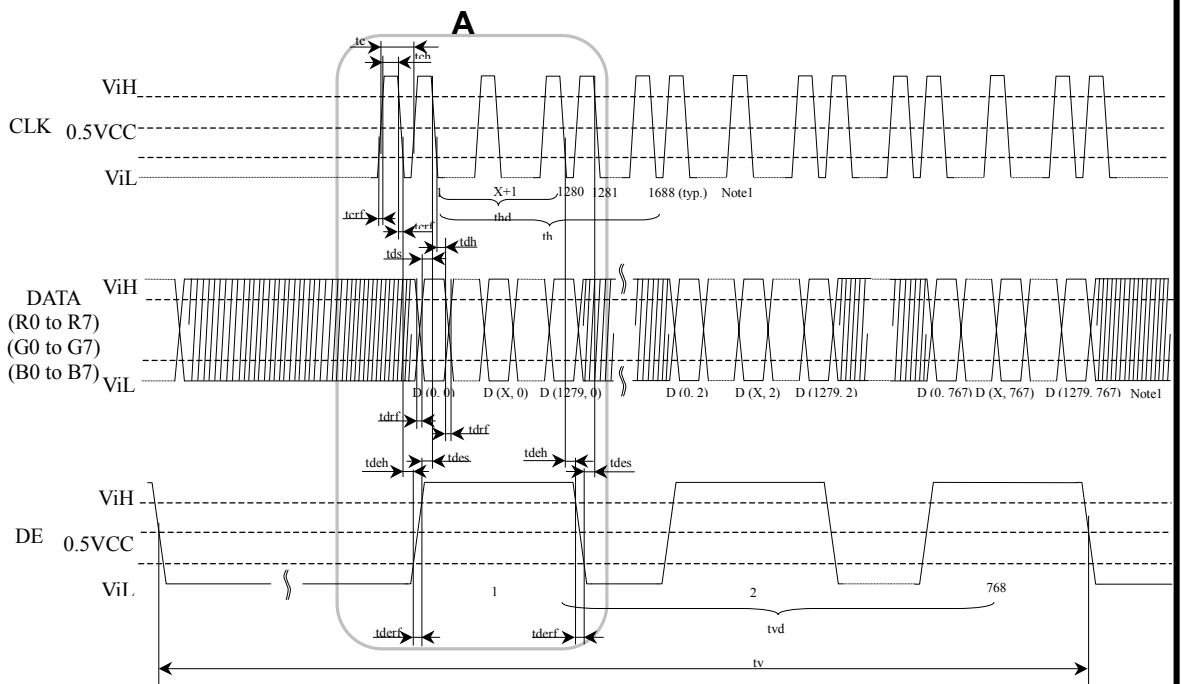 A
tc
tch
ViH
CLK 0.5VCC
ViL
1 X+1 1280 1281 1688 (typ.) Note1
thd
th
tcrf
tcrf
tdh
tds
ViH
DATA
(R0 to R7)
(G0 to G7)
(B0 to B7)
ViL
D (0, 0) D (X, 0) D (1279, 0) D (0, 2) D (X, 2) D (1279, 2) D (0, 767) D (X, 767) D (1279, 767) Note1
tdrf
tdrf
tdeh tdes tdeh tdes
ViH
DE 0.5VCC
ViL
1 2 768
tvd
tderf tderf
tv